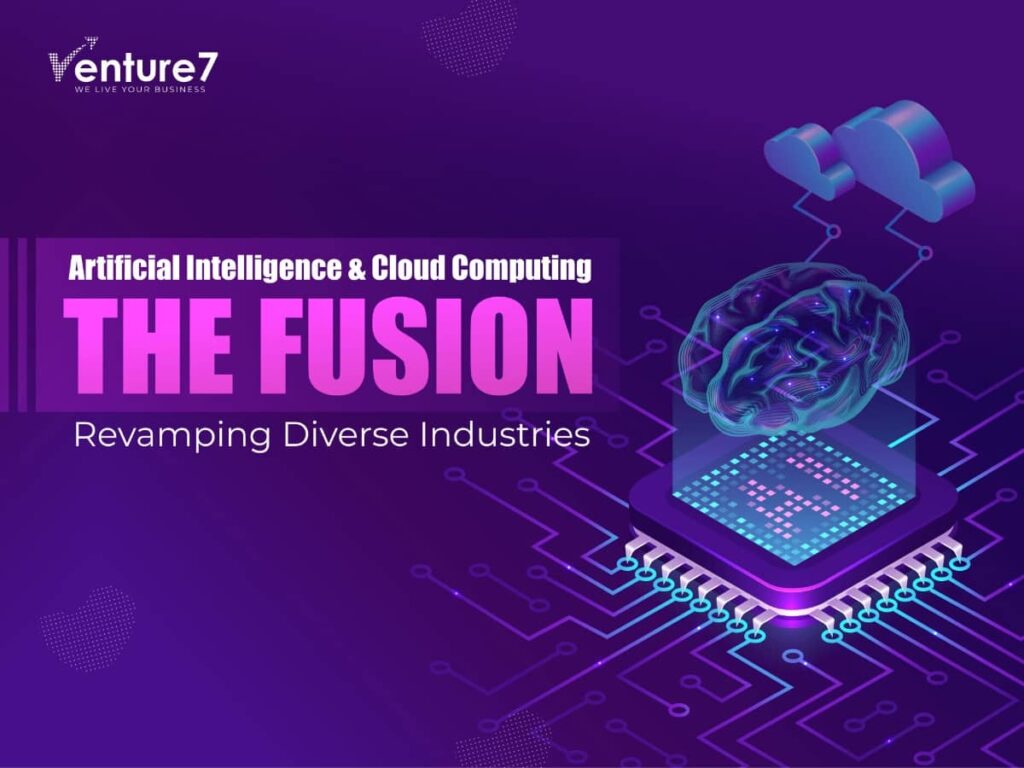 Venture7
WE LIVE YOUR BUSINESS
Artificial Intelligence & Cloud Computing
THE FUSION
Revamping Diverse Industries